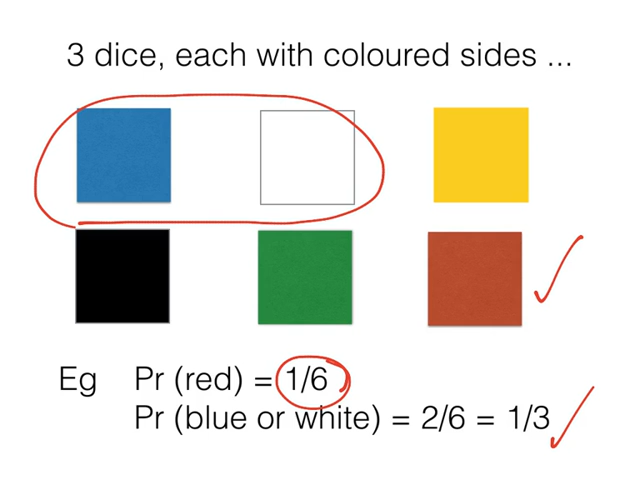 3 dice, each with coloured sides ...
Eg Pr (red) = 1/6
Pr (blue or white) = 2/6 = 1/3